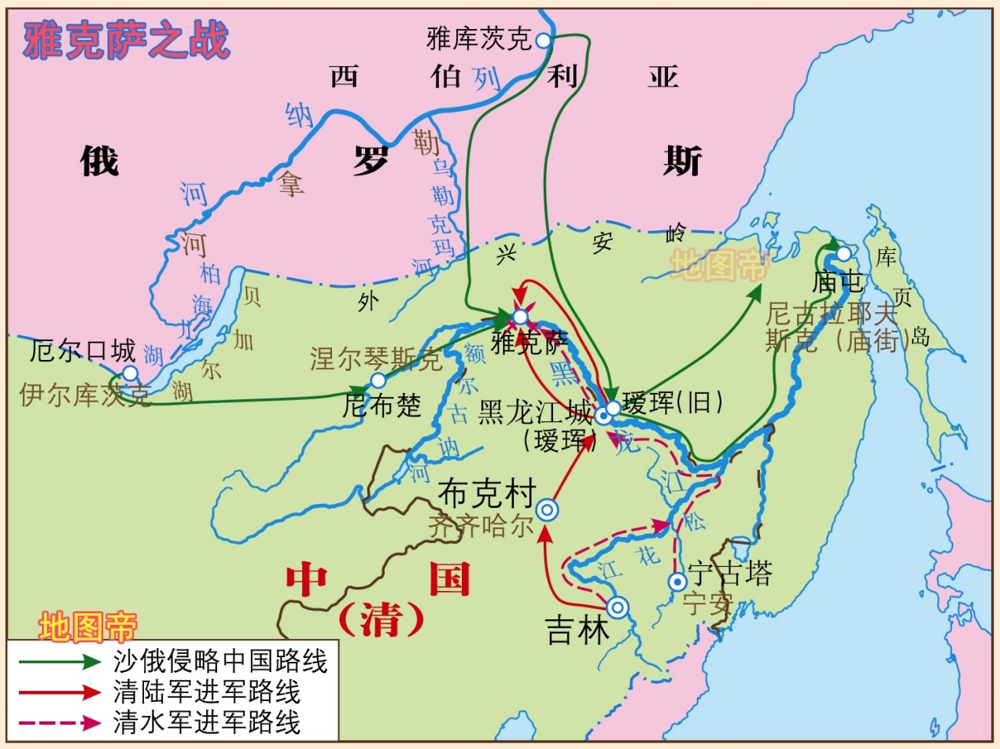 雅克萨之战
雅库茨克
西伯利亚
俄罗斯
纳
列
拿
勒
河
河
乌勒克玛河
柏海儿湖
贝加尔湖
外兴安岭
地图帝
厄尔口城
伊尔库茨克
涅尔琴斯克
尼布楚
雅克萨
额尔古讷河
黑龙江
瑷珲(旧)
黑龙江城
(瑷珲)
庙屯
尼古拉耶夫
斯克（庙街)
库页岛
布克村
齐齐哈尔
松花江
宁古塔
宁安
吉林
中国
（清）
地图帝
沙俄侵略中国路线
清陆军进军路线
清水军进军路线